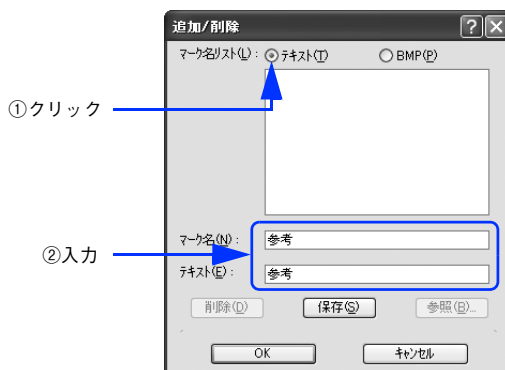 追加/削除
マーク名リスト(L): テキスト(T) BMP(P)
①クリック
マーク名(N): 参考
②入力
テキスト(E): 参考
削除(D) 保存(S) 参照(B)...
OK キャンセル